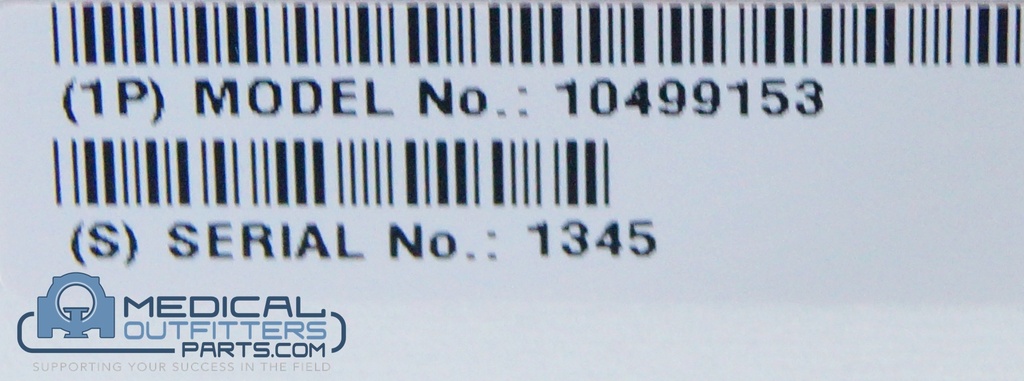 (1P) MODEL No.: 10499153
(S) SERIAL No.: 1345
MEDICAL
OUTFITTERS
PARTS.COM
SUPPORTING YOUR SUCCESS IN THE FIELD